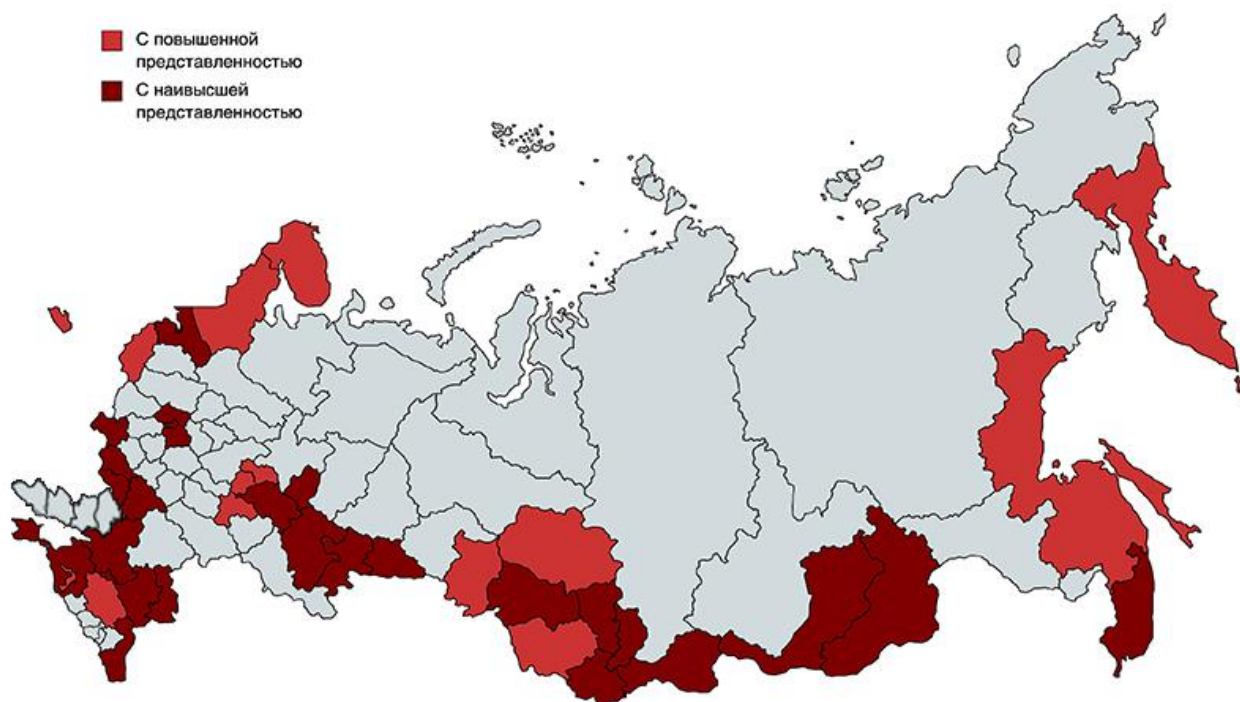 С повышенной
представленностью
С наивысшей
представленностью